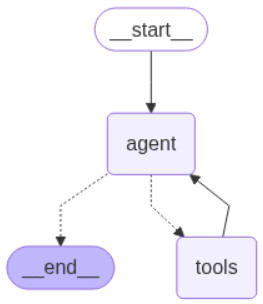 __start__
agent
__end__
tools